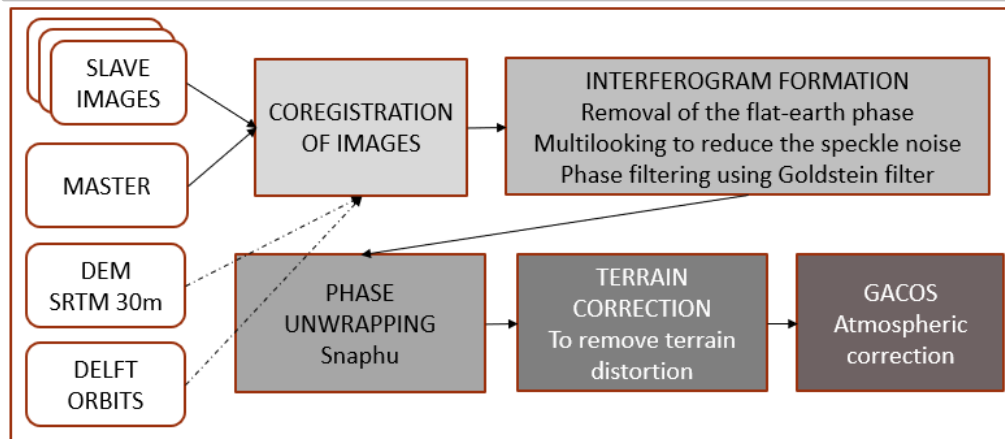 SLAVE
IMAGES
MASTER
DEM
SRTM 30m
DELFT
ORBITS
COREGISTRATION
OF IMAGES
INTERFEROGRAM FORMATION
Removal of the flat-earth phase
Multilooking to reduce the speckle noise
Phase filtering using Goldstein filter
PHASE
UNWRAPPING
Snaphu
TERRAIN
CORRECTION
To remove terrain
distortion
GACOS
Atmospheric
correction